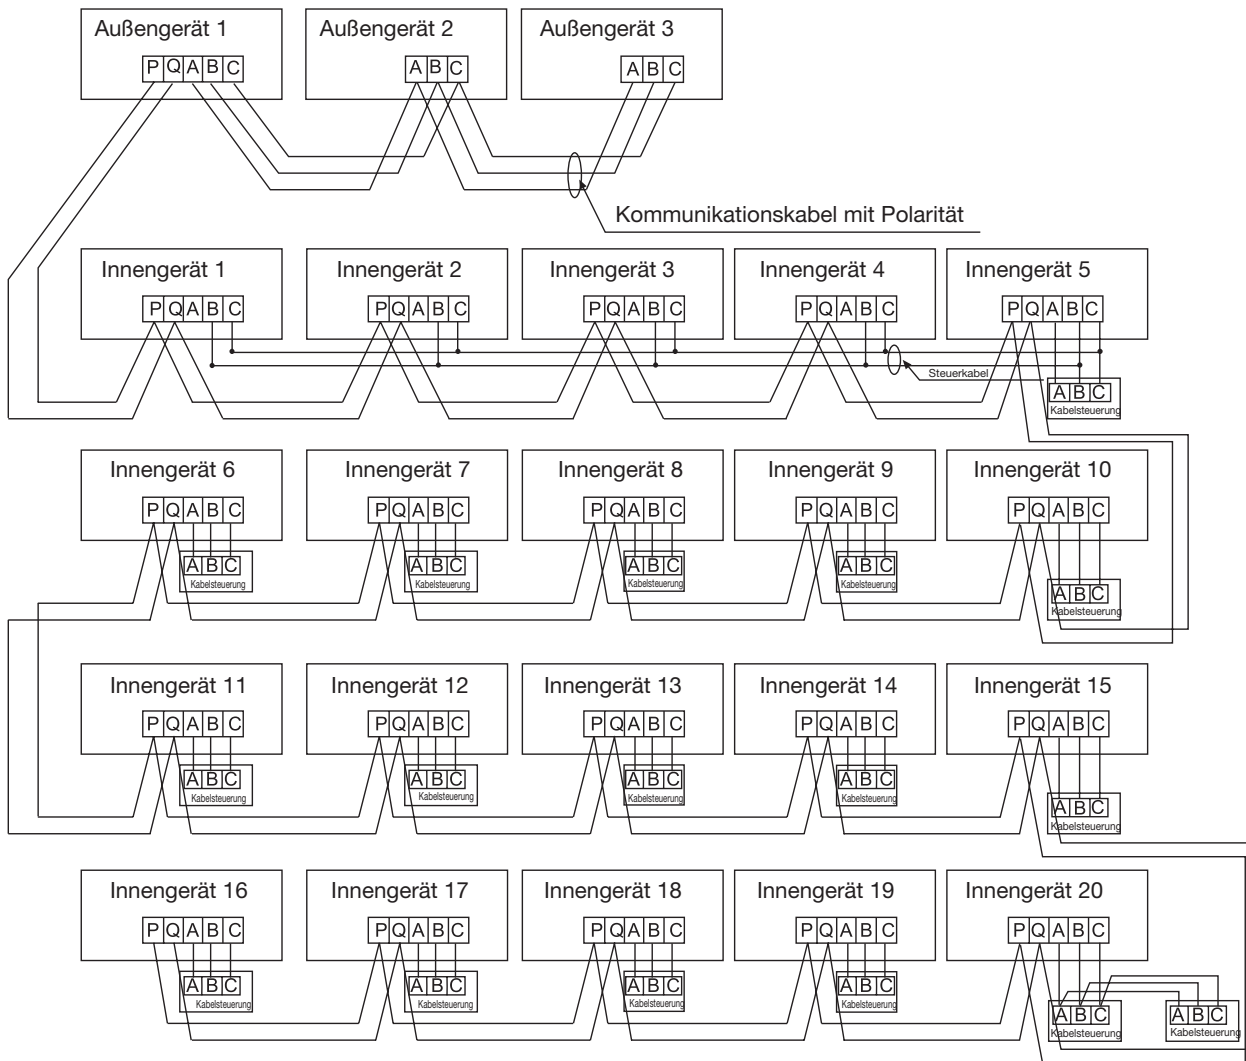 Außengerät 1 Außengerät 2 Außengerät 3
P Q A B C A B C A B C
Kommunikationskabel mit Polarität
Innengerät 1 Innengerät 2 Innengerät 3 Innengerät 4 Innengerät 5
P Q A B C P Q A B C P Q A B C P Q A B C P Q A B C
Steuerkabel
A B C
Kabelsteuerung
Innengerät 6 Innengerät 7 Innengerät 8 Innengerät 9 Innengerät 10
P Q A B C P Q A B C P Q A B C P Q A B C P Q A B C
A B C A B C A B C A B C A B C
Kabelsteuerung Kabelsteuerung Kabelsteuerung Kabelsteuerung Kabelsteuerung
Innengerät 11 Innengerät 12 Innengerät 13 Innengerät 14 Innengerät 15
P Q A B C P Q A B C P Q A B C P Q A B C P Q A B C
A B C A B C A B C A B C A B C
Kabelsteuerung Kabelsteuerung Kabelsteuerung Kabelsteuerung Kabelsteuerung
Innengerät 16 Innengerät 17 Innengerät 18 Innengerät 19 Innengerät 20
P Q A B C P Q A B C P Q A B C P Q A B C P Q A B C
A B C A B C A B C A B C A B C A B C
Kabelsteuerung Kabelsteuerung Kabelsteuerung Kabelsteuerung Kabelsteuerung Kabelsteuerung